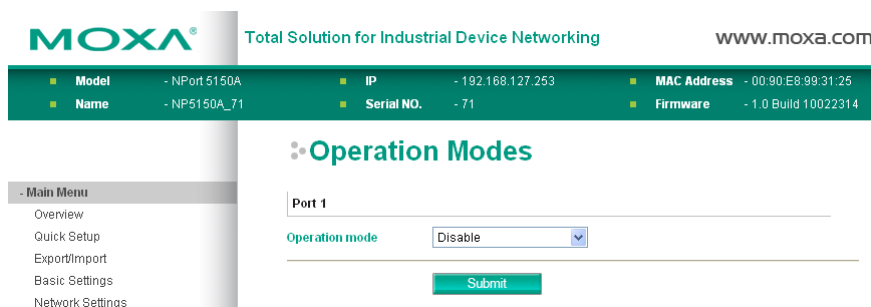 MOXA® Total Solution for Industrial Device Networking www.moxa.com
Model - NPort 5150A IP - 192.168.127.253 MAC Address - 00:90:E8:99:31:25
Name - NP5150A_71 Serial NO. - 71 Firmware - 1.0 Build 10022314
Operation Modes
- Main Menu
Overview
Quick Setup
Export/Import
Basic Settings
Network Settings
Port 1
Operation mode Disable
Submit